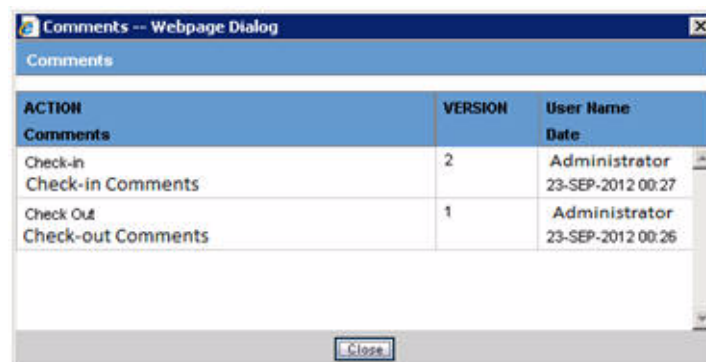 Comments -- Webpage Dialog
Comments
ACTION VERSION User Name
Comments Date
Check-in 2 Administrator
Check-in Comments 23-SEP-2012 00:27
Check Out 1 Administrator
Check-out Comments 23-SEP-2012 00:26
Close